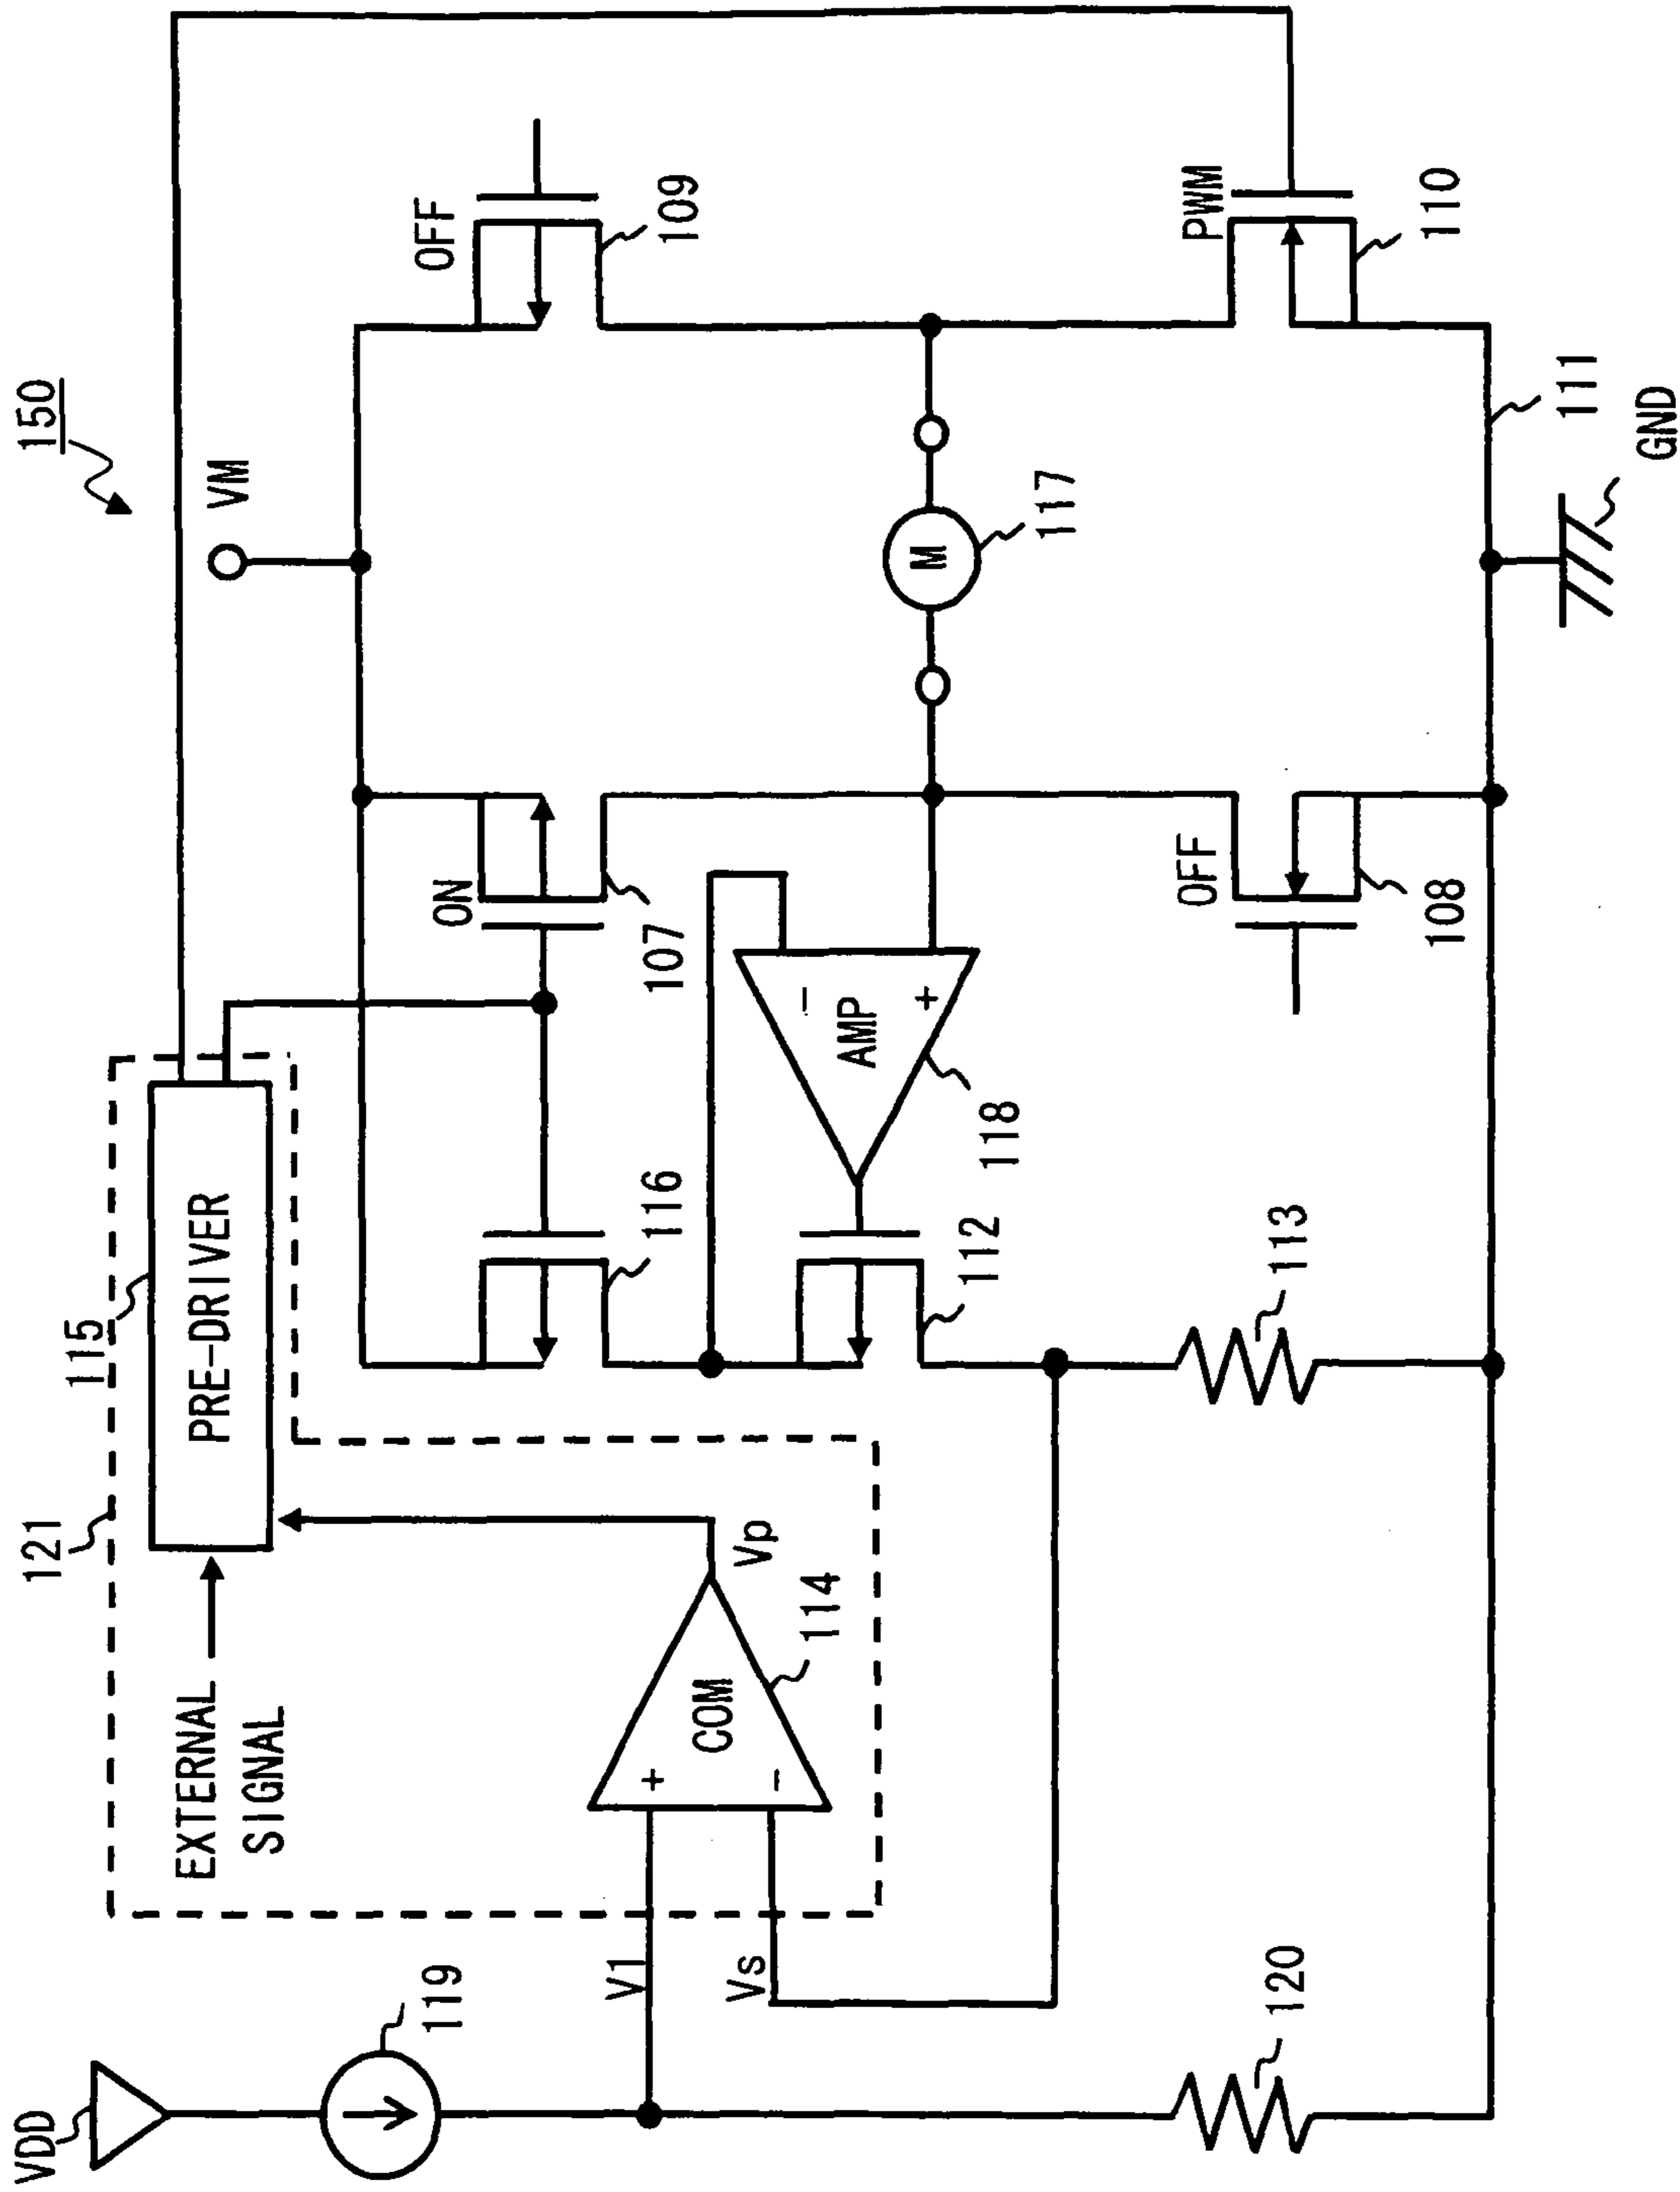 150
VM
121
115
PRE-DRIVER
EXTERNAL
SIGNAL
VDD
119
V1
Vs
+
-
COM
114
Vp
116
ON
107
OFF
109
-
AMP
+
118
112
M
117
113
120
OFF
108
PWM
110
111
GND